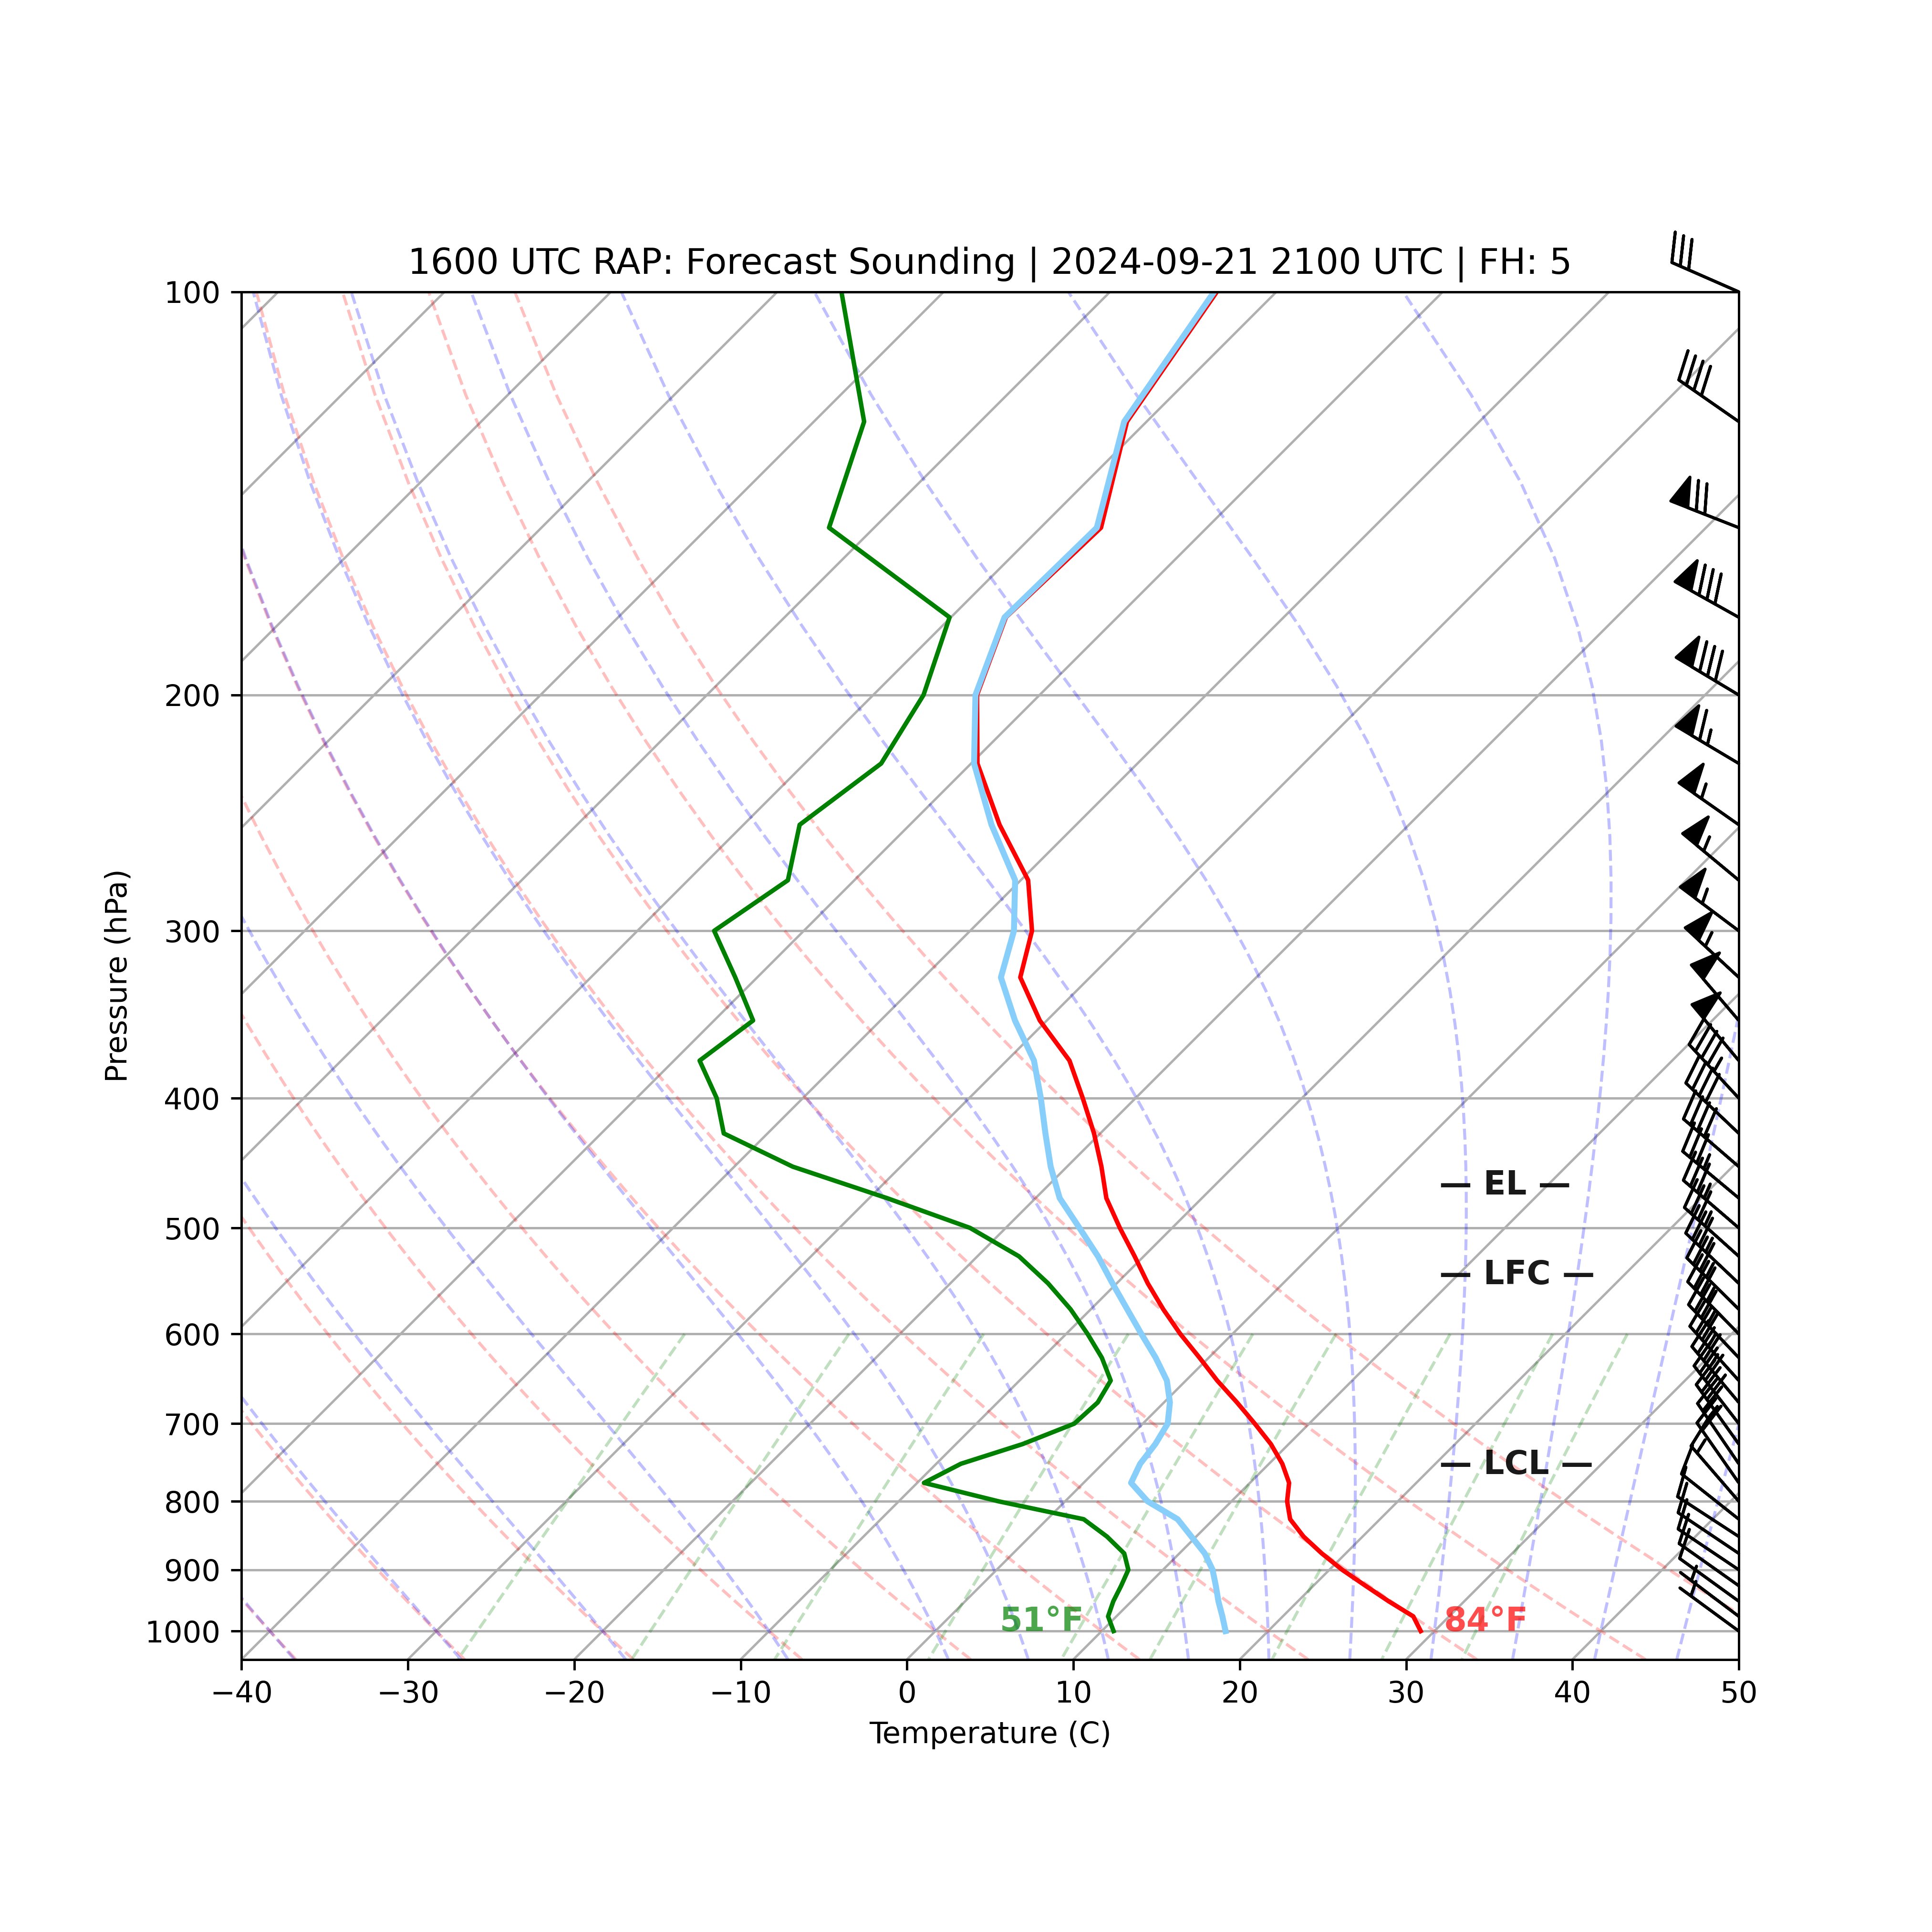 1600 UTC RAP: Forecast Sounding | 2024-09-21 2100 UTC | FH: 5
100
200
300
Pressure (hPa)
400
— EL —
500
— LFC —
600
700
— LCL —
800
900
51°F 84°F
1000
−40 −30 −20 −10 0 10 20 30 40 50
Temperature (C)